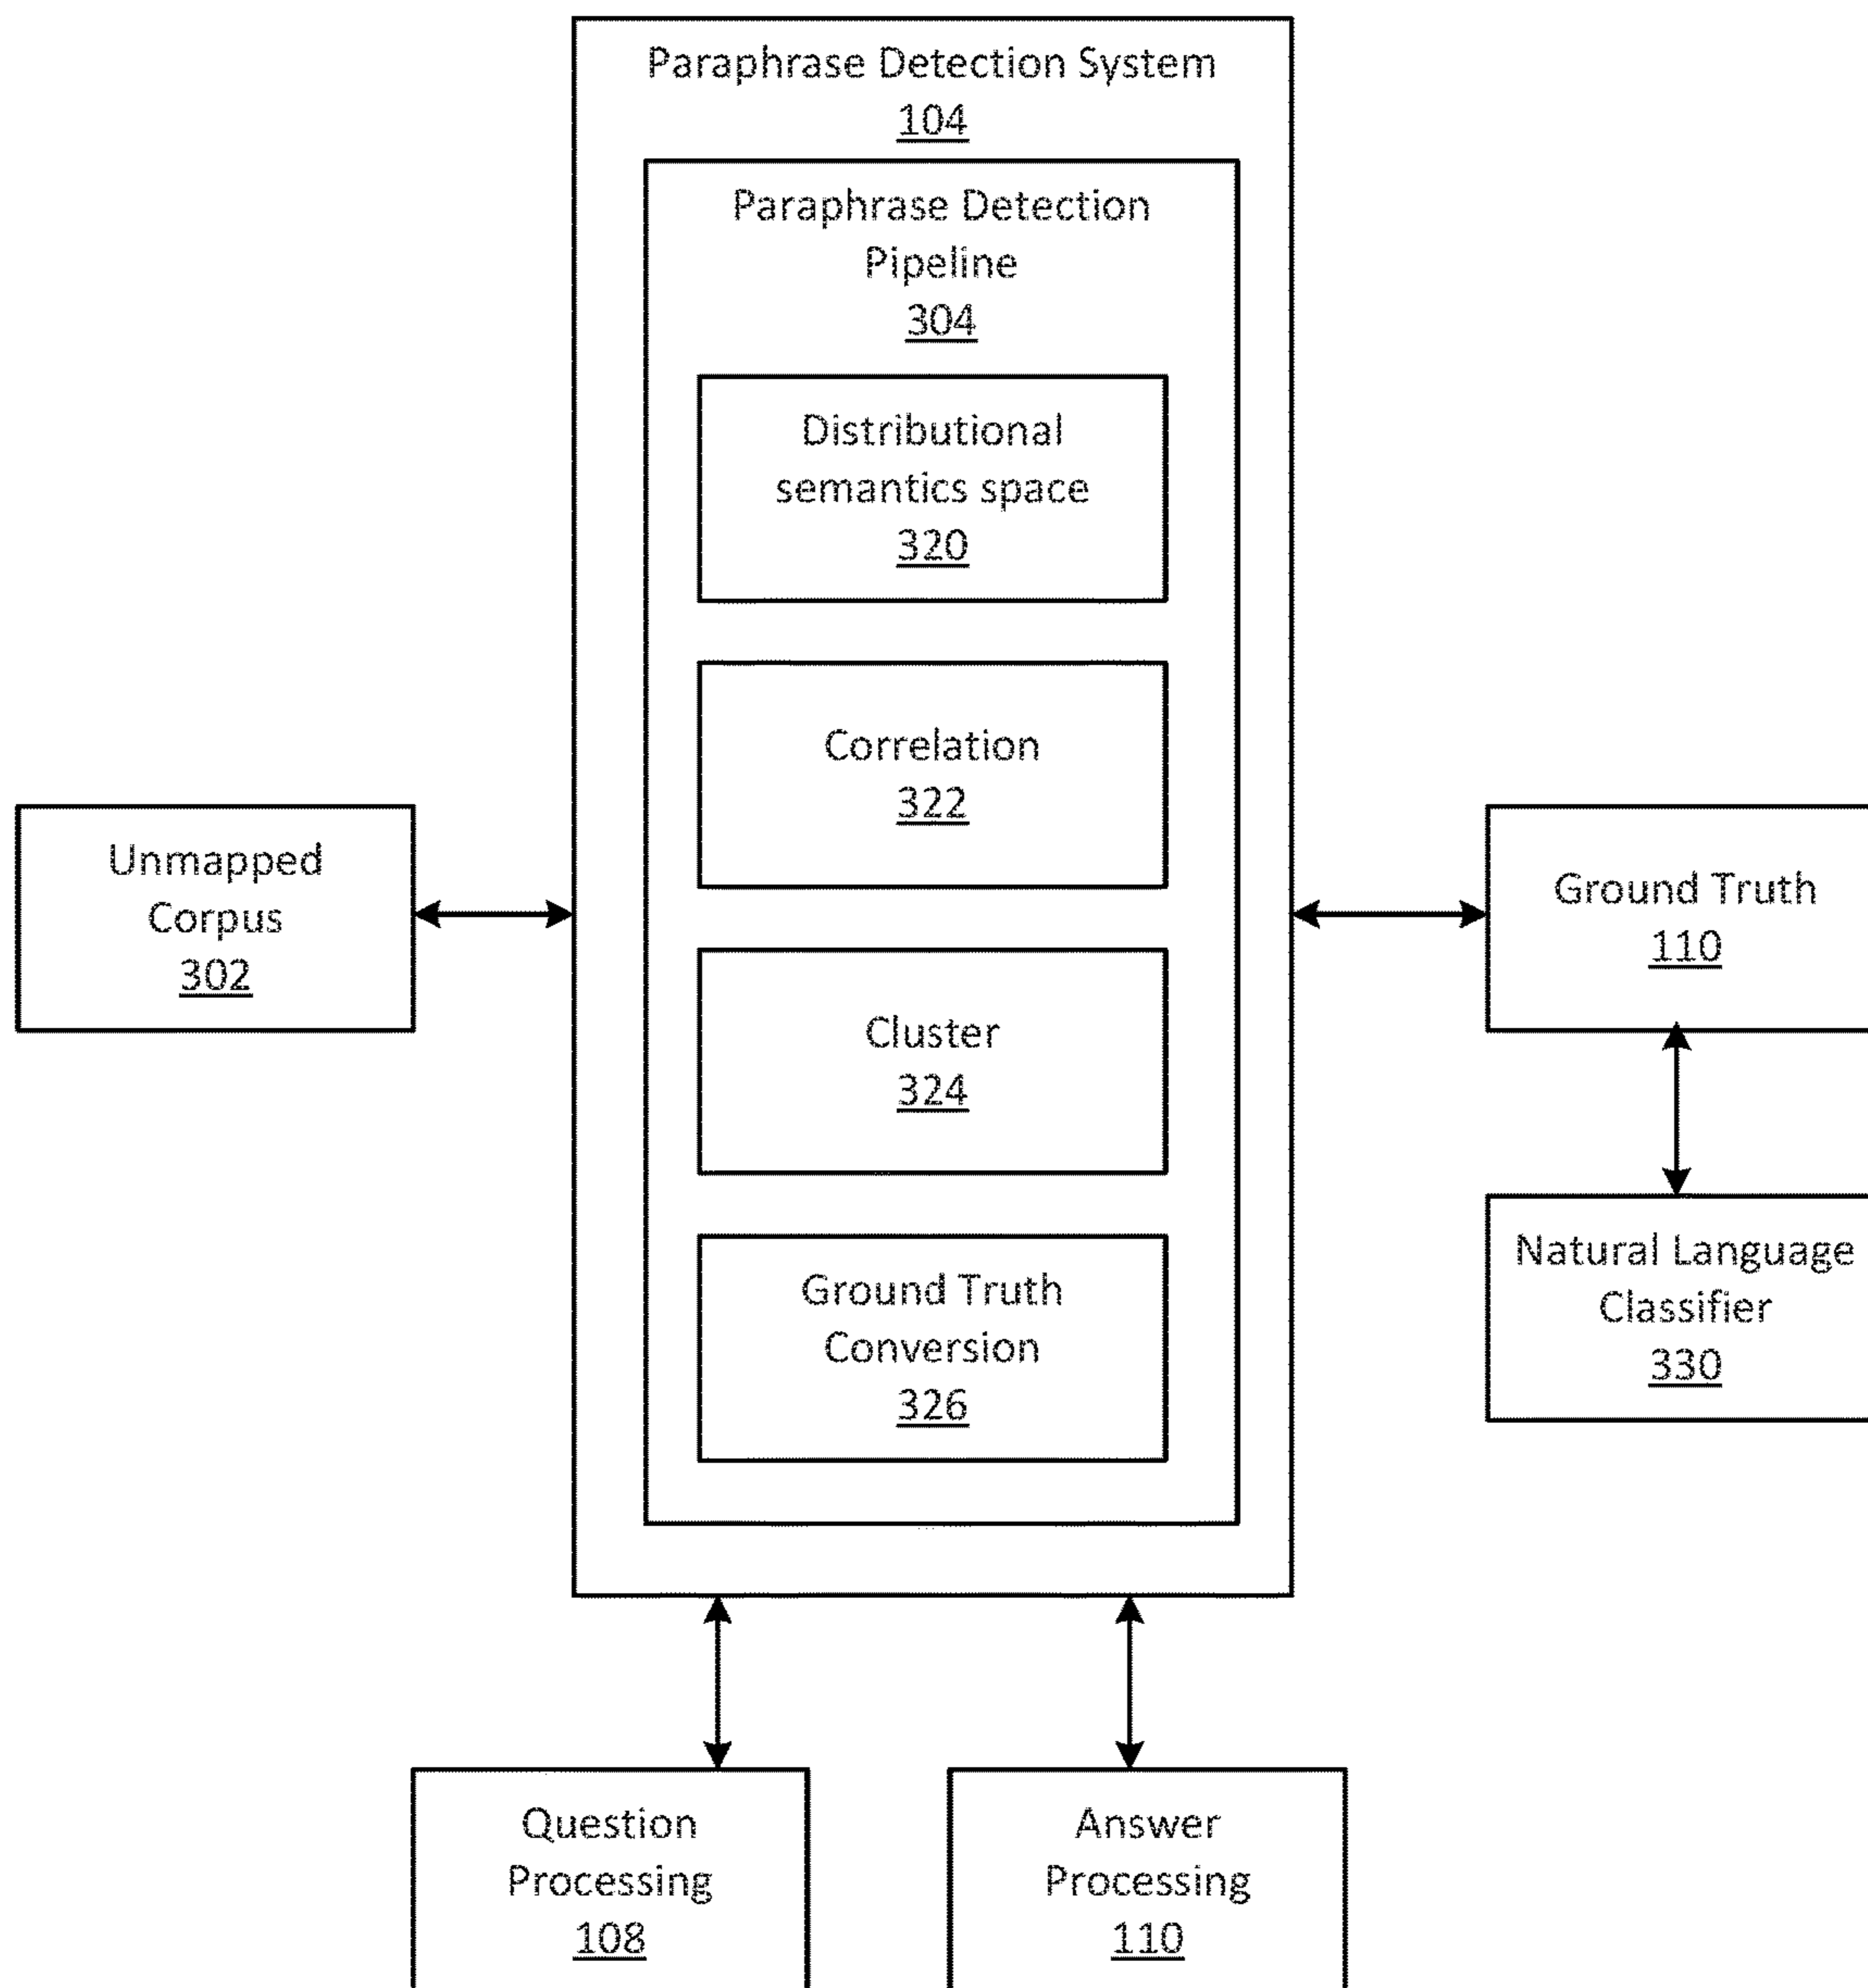 Paraphrase Detection System
104
Paraphrase Detection
Pipeline
304
Distributional
semantics space
320
Correlation
322
Cluster
324
Ground Truth
Conversion
326
Unmapped
Corpus
302
Ground Truth
110
Natural Language
Classifier
330
Question
Processing
108
Answer
Processing
110